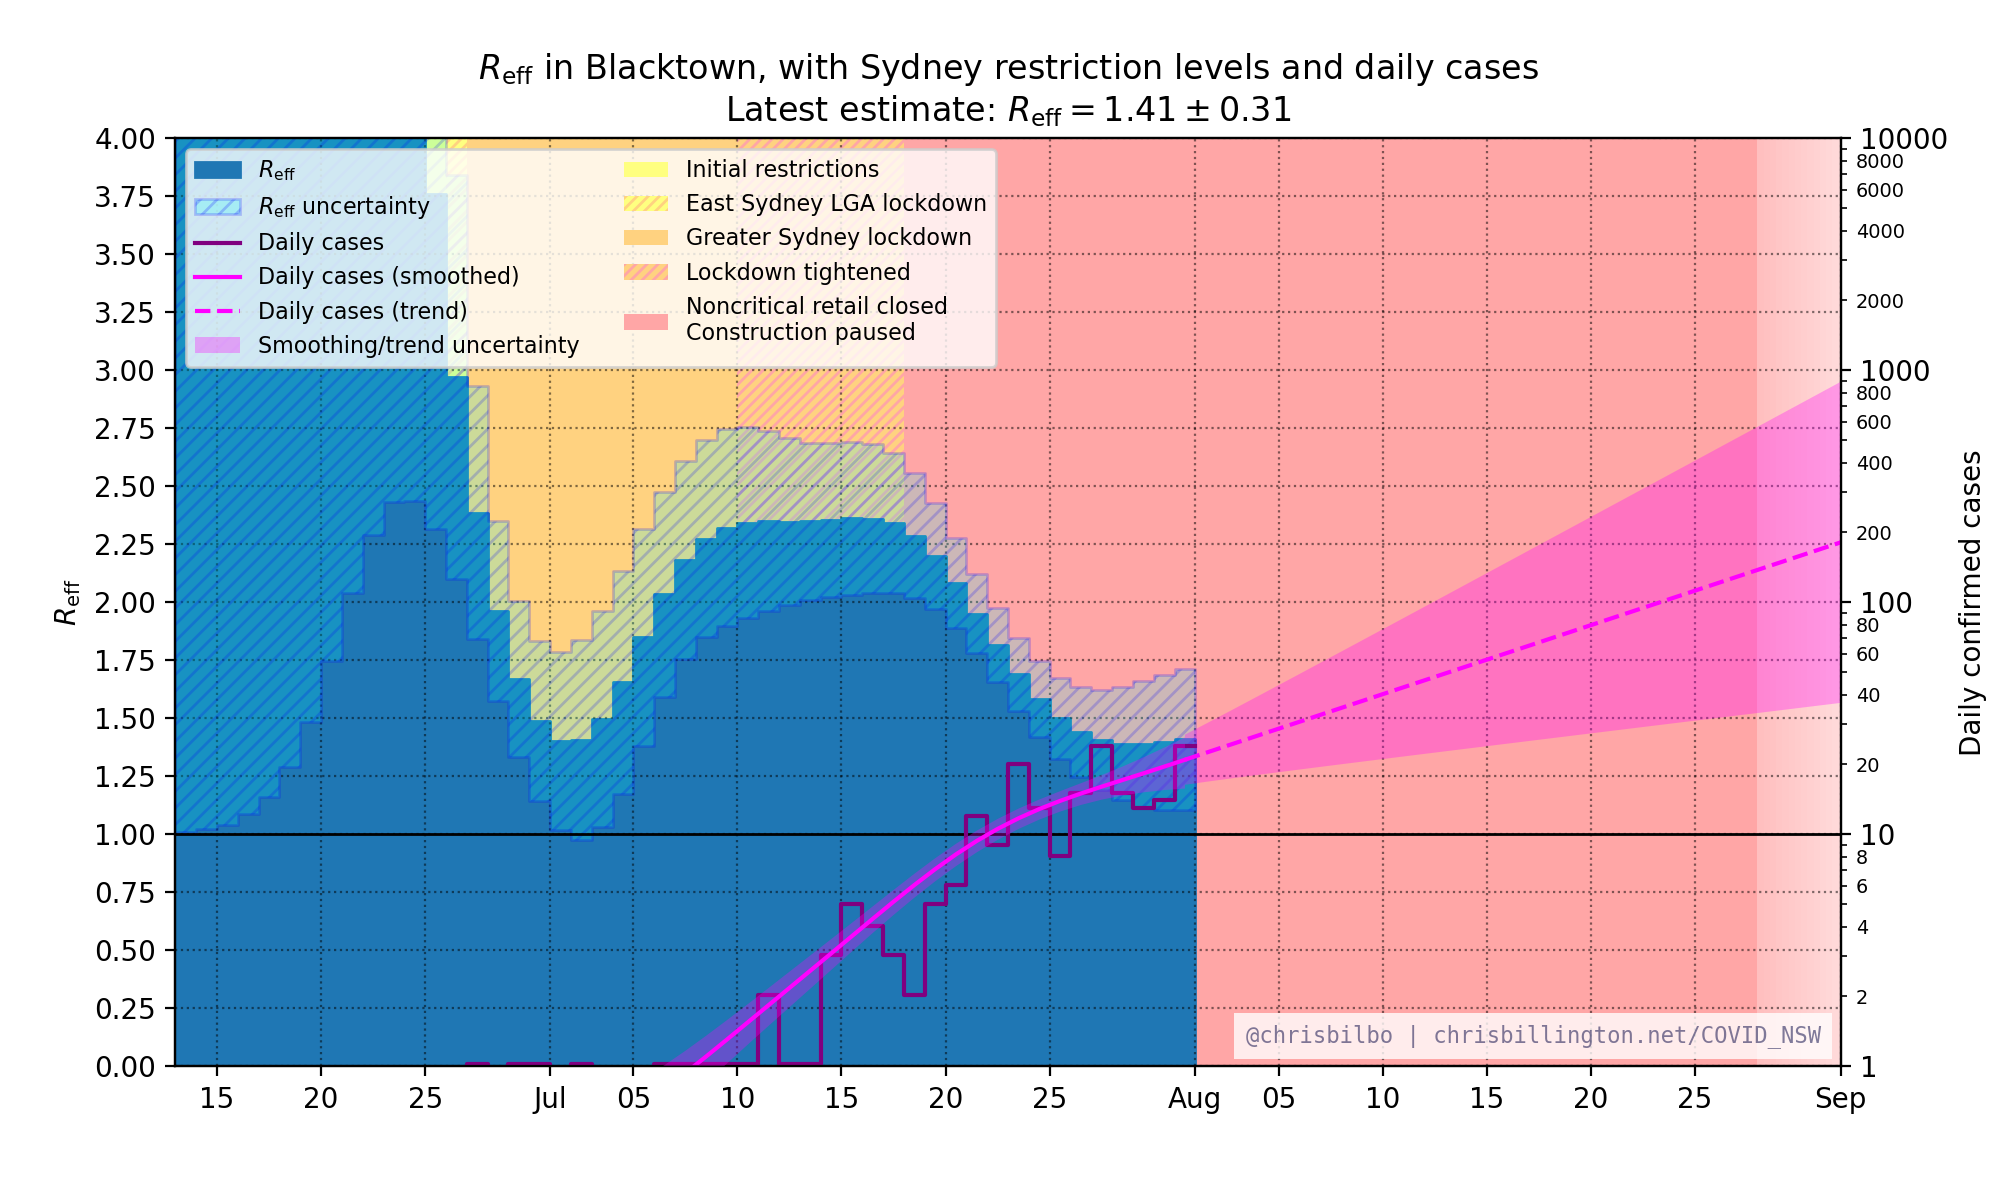 R_eff in Blacktown, with Sydney restriction levels and daily cases
Latest estimate: R_eff = 1.41 ± 0.31
R_eff
R_eff uncertainty
Daily cases
Daily cases (smoothed)
Daily cases (trend)
Smoothing/trend uncertainty
Initial restrictions
East Sydney LGA lockdown
Greater Sydney lockdown
Lockdown tightened
Noncritical retail closed
Construction paused
4.00
3.75
3.50
3.25
3.00
2.75
2.50
2.25
2.00
1.75
1.50
1.25
1.00
0.75
0.50
0.25
0.00
R_eff
10000
8000
6000
4000
2000
1000
800
600
400
200
100
80
60
40
20
10
8
6
4
2
1
Daily confirmed cases
@chrisbilbo | chrisbillington.net/COVID_NSW
15 20 25 Jul 05 10 15 20 25 Aug 05 10 15 20 25 Sep